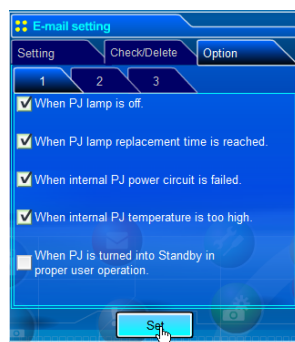 E-mail setting
Setting Check/Delete Option
1 2 3
When PJ lamp is off.
When PJ lamp replacement time is reached.
When internal PJ power circuit is failed.
When internal PJ temperature is too high.
When PJ is turned into Standby in
proper user operation.
Set